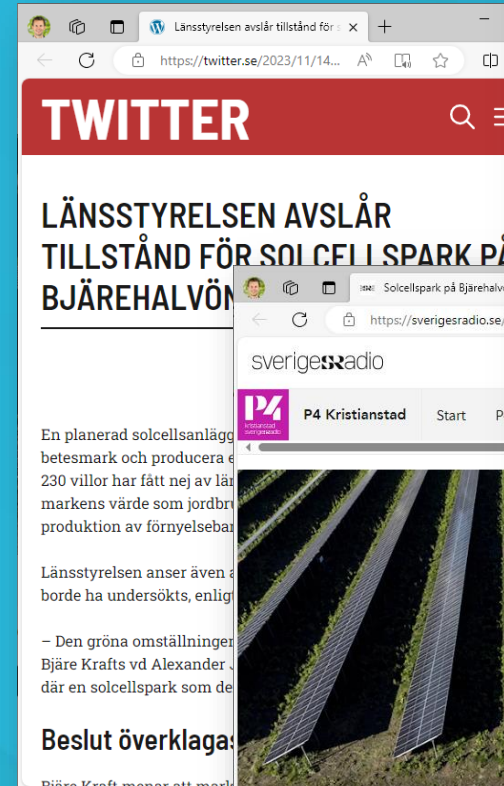 Länsstyrelsen avslår tillstånd för s
https://twitter.se/2023/11/14...
TWITTER
LÄNSSTYRELSEN AVSLÅR
TILLSTÅND FÖR SOLCELLSPARK PÅ
BJÄREHALVÖN
En planerad solcellsanlägg
betesmark och producera e
230 villor har fått nej av län
markens värde som jordbru
produktion av förnyelsebar
Länsstyrelsen anser även a
borde ha undersökts, enligt
– Den gröna omställningen
Bjäre Krafts vd Alexander J
där en solcellspark som de
Beslut överklagas
Bjäre Kraft menar att mark
Solcellspark på Bjärehalv
https://sverigesradio.se/
sverigessradio
P4
kristianstad
sverigesradio
P4 Kristianstad
Start
P